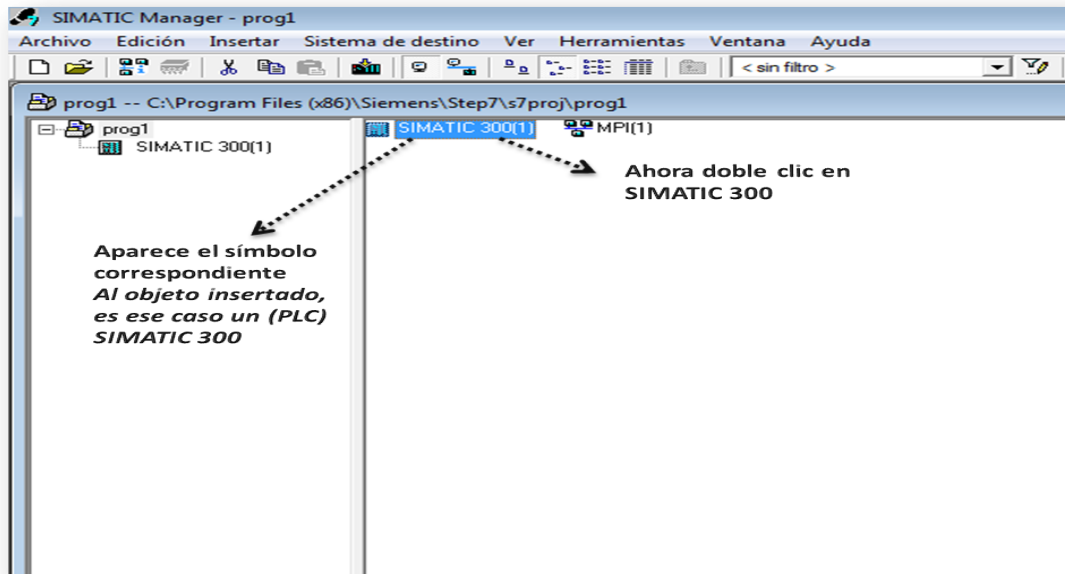 SIMATIC Manager - prog1
Archivo Edición Insertar Sistema de destino Ver Herramientas Ventana Ayuda
< sin filtro >
prog1 -- C:\Program Files (x86)\Siemens\Step7\s7proj\prog1
prog1
SIMATIC 300(1)
SIMATIC 300(1)
MPI(1)
Ahora doble clic en
SIMATIC 300
Aparece el símbolo
correspondiente
Al objeto insertado,
es ese caso un (PLC)
SIMATIC 300